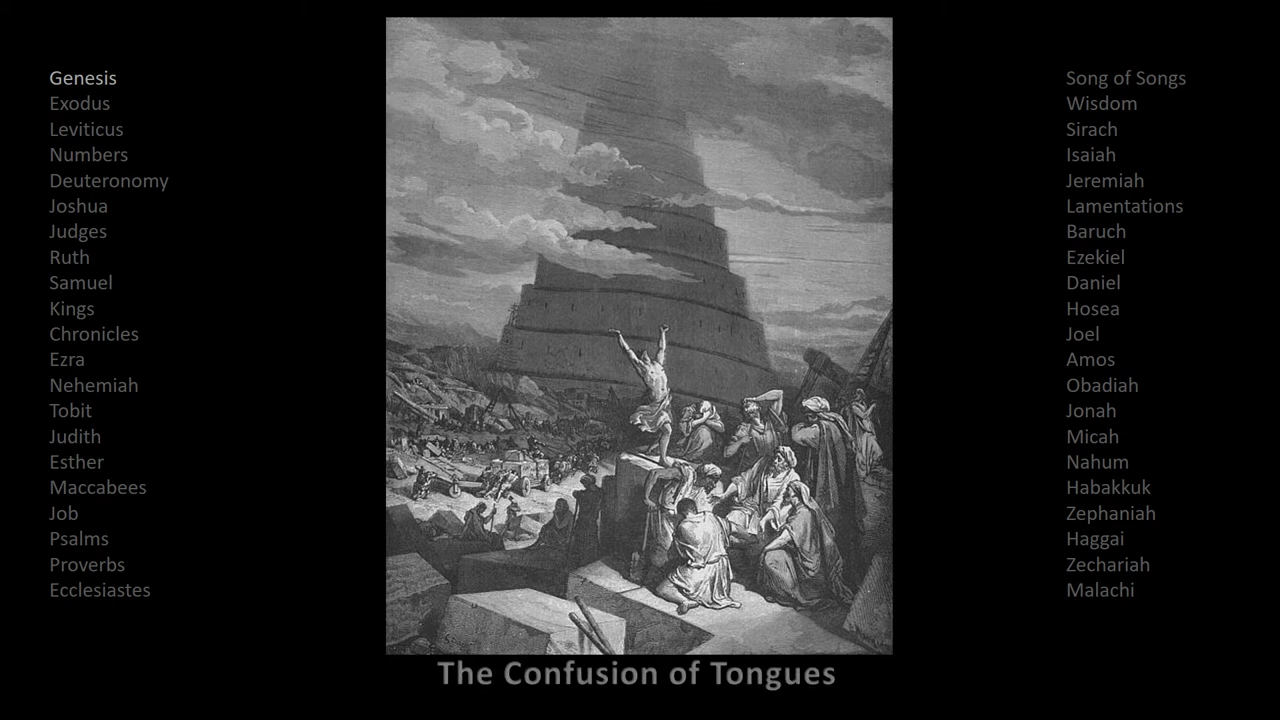 Genesis
Exodus
Leviticus
Numbers
Deuteronomy
Joshua
Judges
Ruth
Samuel
Kings
Chronicles
Ezra
Nehemiah
Tobit
Judith
Esther
Maccabees
Job
Psalms
Proverbs
Ecclesiastes
Song of Songs
Wisdom
Sirach
Isaiah
Jeremiah
Lamentations
Baruch
Ezekiel
Daniel
Hosea
Joel
Amos
Obadiah
Jonah
Micah
Nahum
Habakkuk
Zephaniah
Haggai
Zechariah
Malachi
The Confusion of Tongues